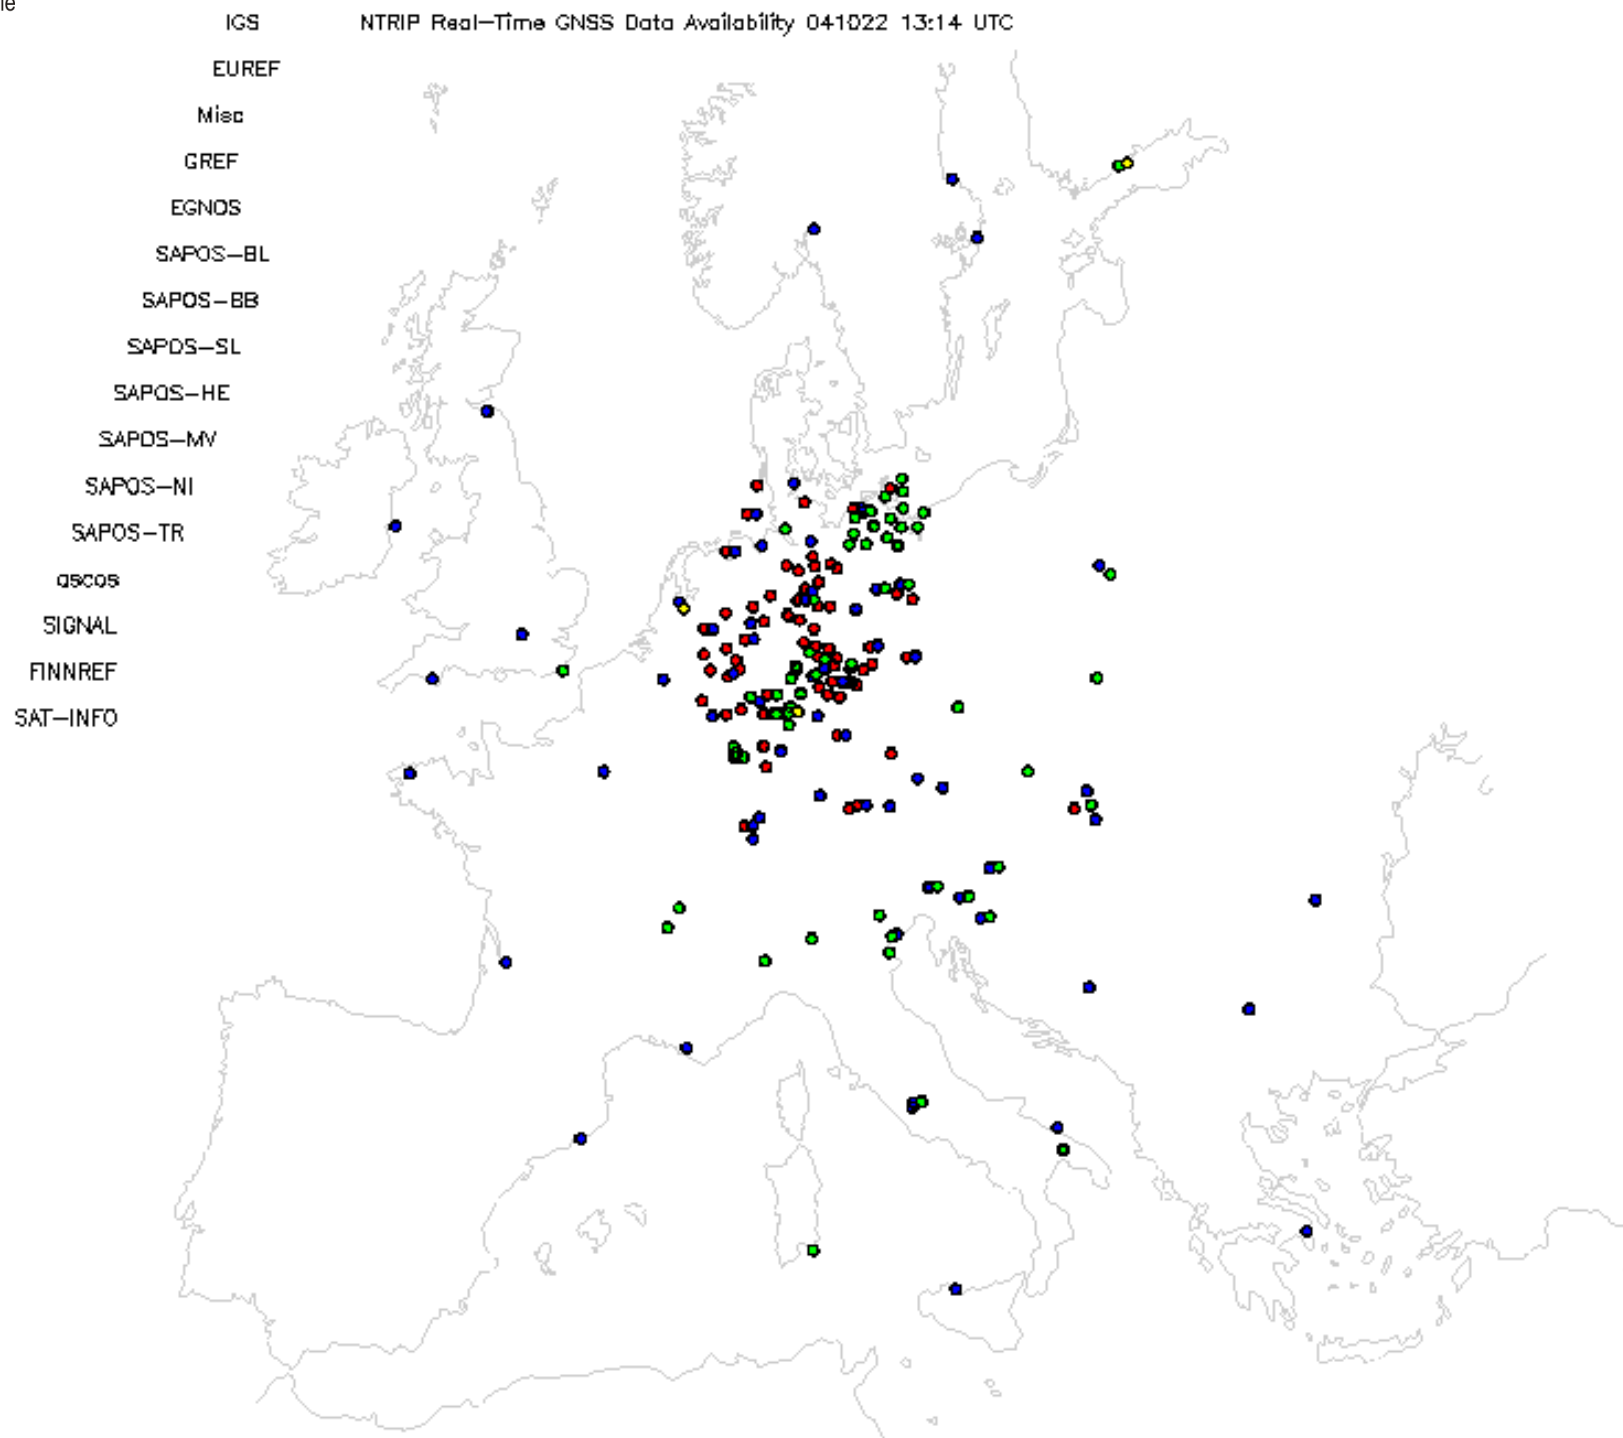 le
IGS NTRIP Real-Time GNSS Data Availability 041022 13:14 UTC
EUREF
Misc
GREF
EGNOS
SAPOS-BL
SAPOS-BB
SAPOS-SL
SAPOS-HE
SAPOS-MV
SAPOS-NI
SAPOS-TR
ascos
SIGNAL
FINNREF
SAT-INFO